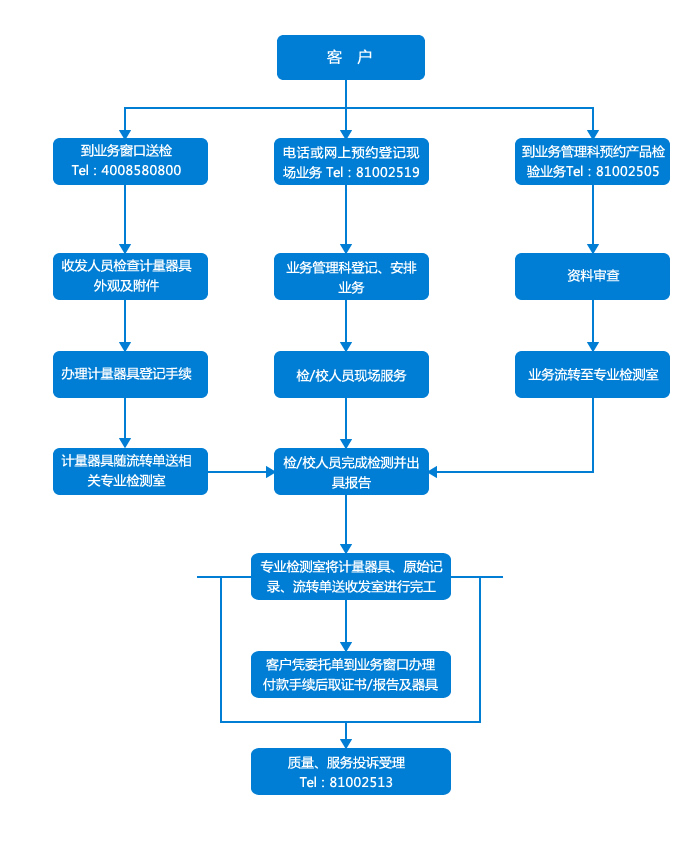 客 户
到业务窗口送检
Tel：4008580800
电话或网上预约登记现
场业务 Tel：81002519
到业务管理科预约产品检
验业务Tel：81002505
收发人员检查计量器具
外观及附件
业务管理科登记、安排
业务
资料审查
办理计量器具登记手续
检/校人员现场服务
业务流转至专业检测室
计量器具随流转单送相
关专业检测室
检/校人员完成检测并出
具报告
专业检测室将计量器具、原始记
录、流转单送收发室进行完工
客户凭委托单到业务窗口办理
付款手续后取证书/报告及器具
质量、服务投诉受理
Tel：81002513